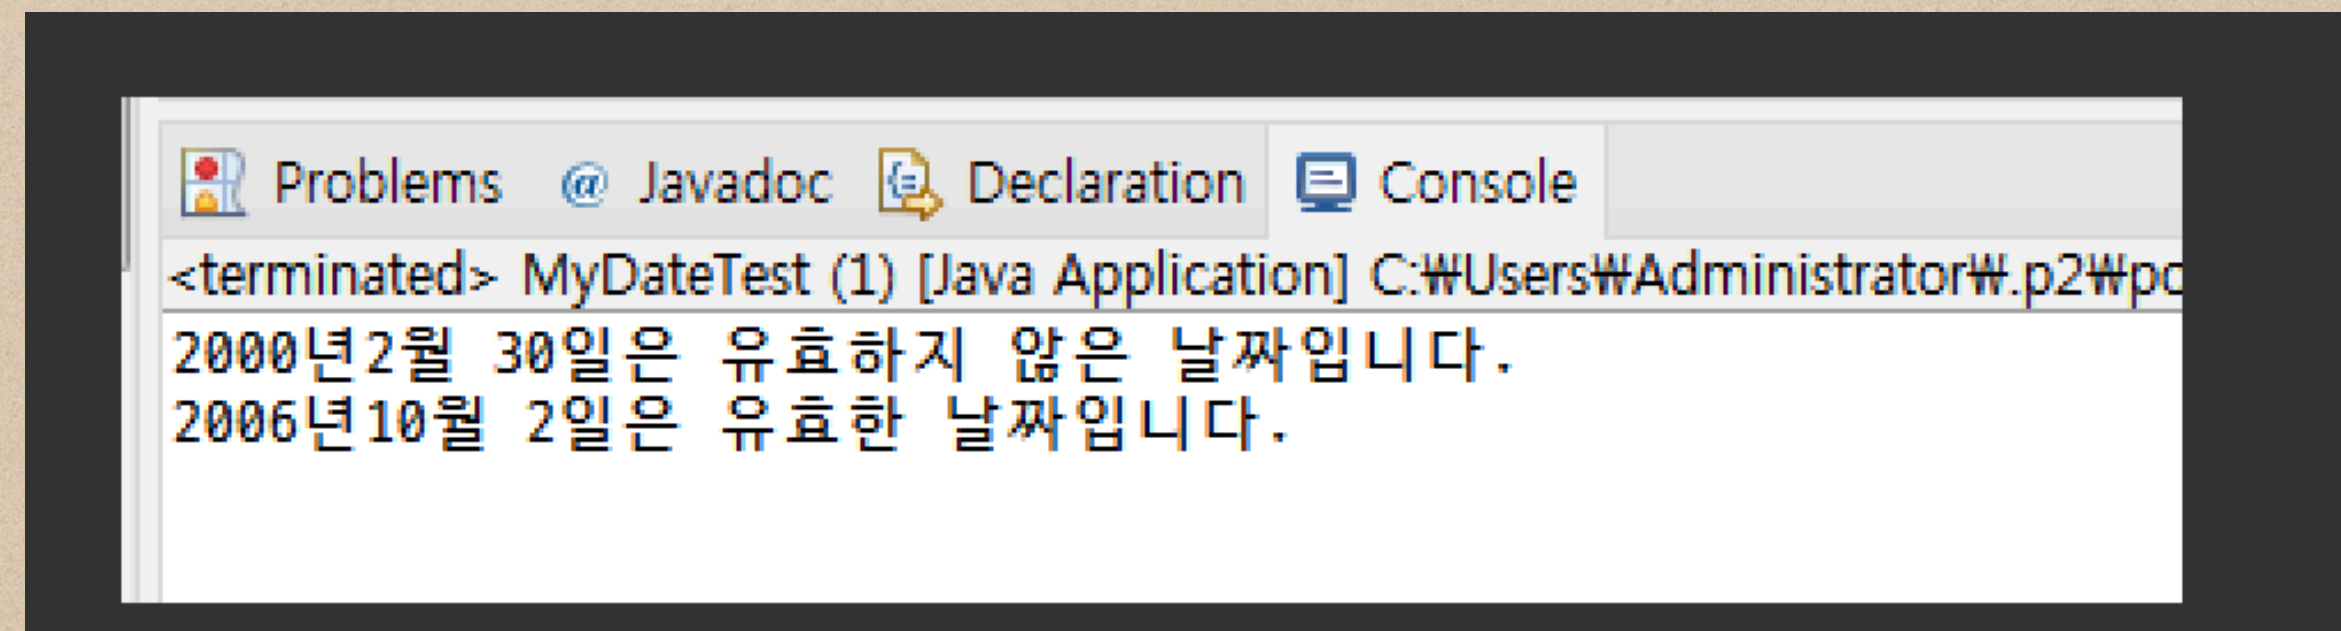 Problems @ Javadoc Declaration Console
<terminated> MyDateTest (1) [Java Application] C:₩Users₩Administrator₩.p2₩po
2000년2월 30일은 유효하지 않은 날짜입니다.
2006년10월 2일은 유효한 날짜입니다.